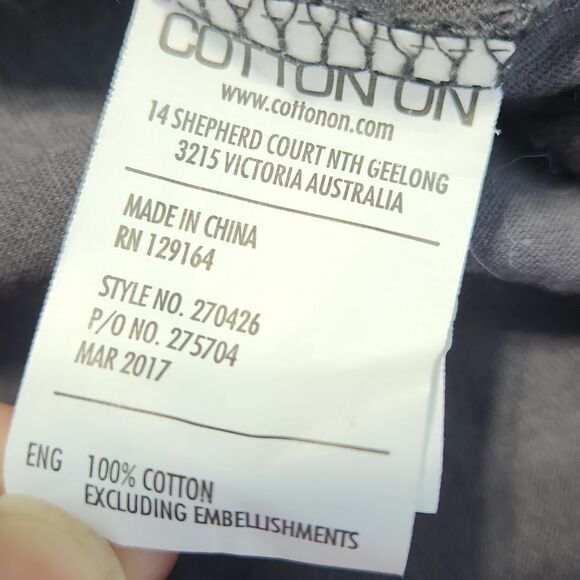 COTTON ON
www.cottonon.com
14 SHEPHERD COURT NTH GEELONG
3215 VICTORIA AUSTRALIA
MADE IN CHINA
RN 129164
STYLE NO. 270426
P/O NO. 275704
MAR 2017
ENG 100% COTTON
EXCLUDING EMBELLISHMENTS